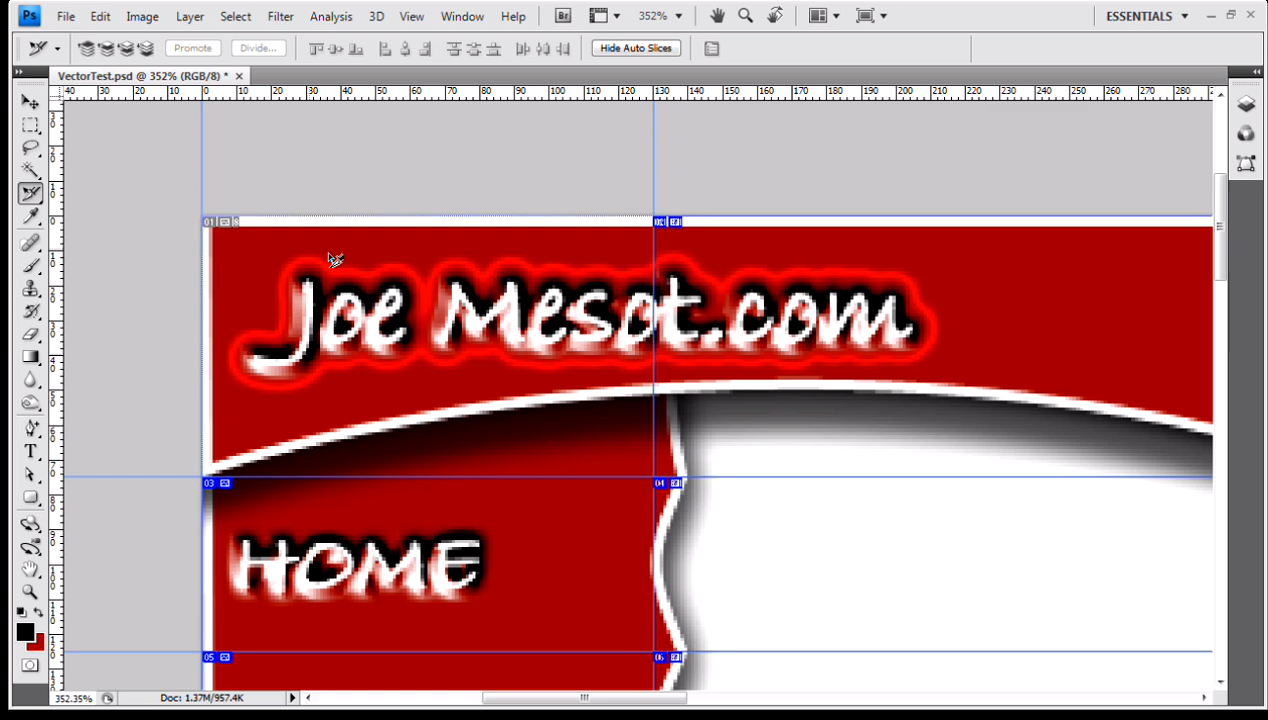 Ps File Edit Image Layer Select Filter Analysis 3D View Window Help Br 352% ESSENTIALS
Promote Divide... Hide Auto Slices
VectorTest.psd @ 352% (RGB/8) *
40 30 20 10 0 10 20 30 40 50 60 70 80 90 100 110 120 130 140 150 160 170 180 190 200 210 220 230 240 250 260 270 280
01
Joe Mesot.com
03 04
HOME
05 06
352.35% Doc: 1.37M/957.4K